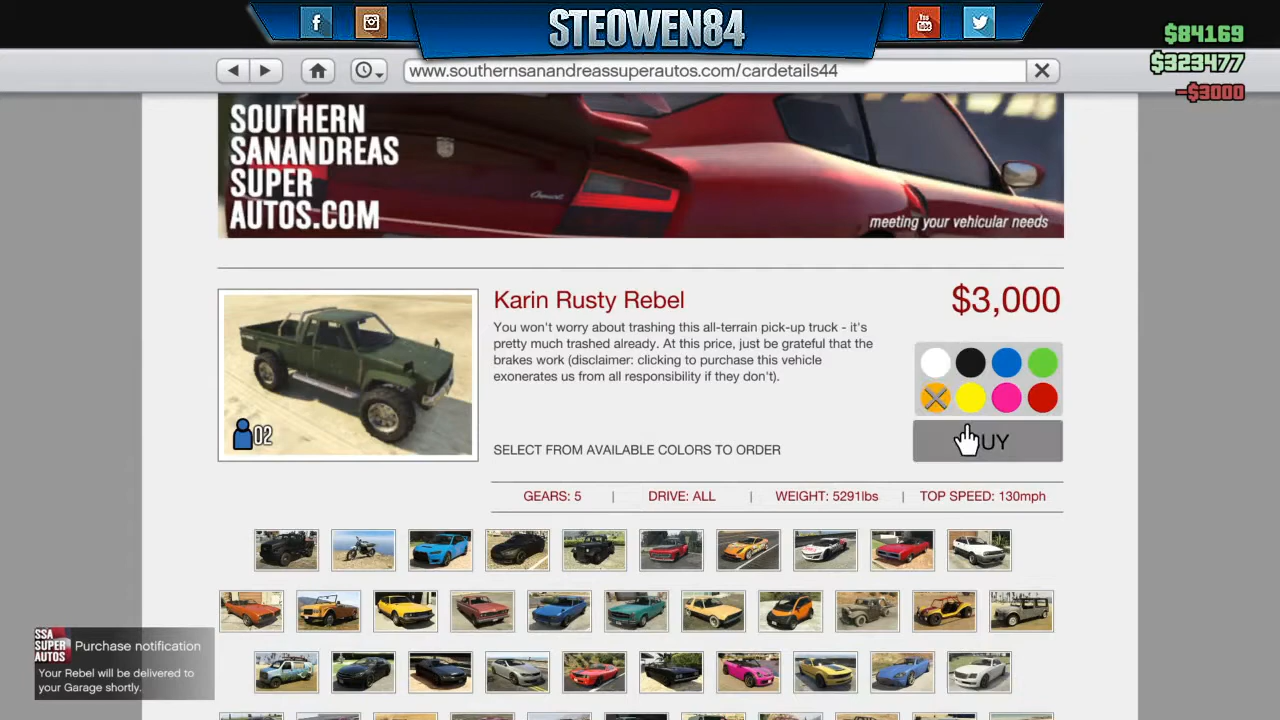 STEOWEN84
$84169
www.southernsanandreassuperautos.com/cardetails44
$323477
-$3000
SOUTHERN
SANANDREAS
SUPER
AUTOS.COM
meeting your vehicular needs
Karin Rusty Rebel
$3,000
You won't worry about trashing this all-terrain pick-up truck - it's
pretty much trashed already. At this price, just be grateful that the
brakes work (disclaimer: clicking to purchase this vehicle
exonerates us from all responsibility if they don't).
02
SELECT FROM AVAILABLE COLORS TO ORDER
UY
GEARS: 5 | DRIVE: ALL | WEIGHT: 5291lbs | TOP SPEED: 130mph
SSA
SUPER
AUTOS
Purchase notification
Your Rebel will be delivered to
your Garage shortly.